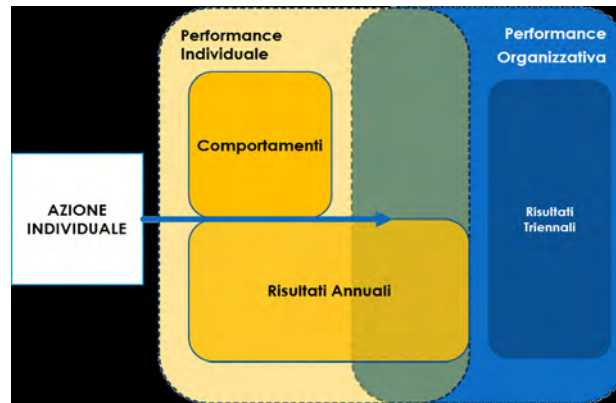 Performance
Individuale
Performance
Organizzativa
Comportamenti
AZIONE
INDIVIDUALE
Risultati
Triennali
Risultati Annuali